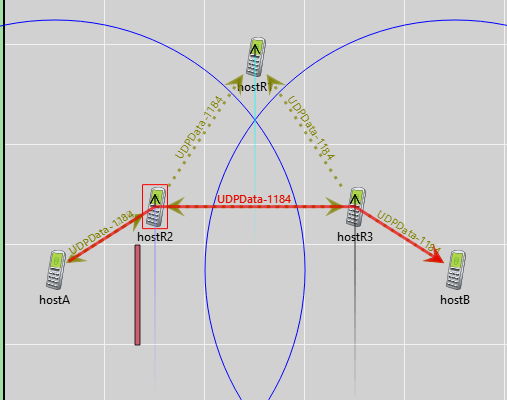 hostR1
UDPData-1184
UDPData-1184
UDPData-1184
UDPData-1184
UDPData-1184
hostR2
hostR3
hostA
hostB